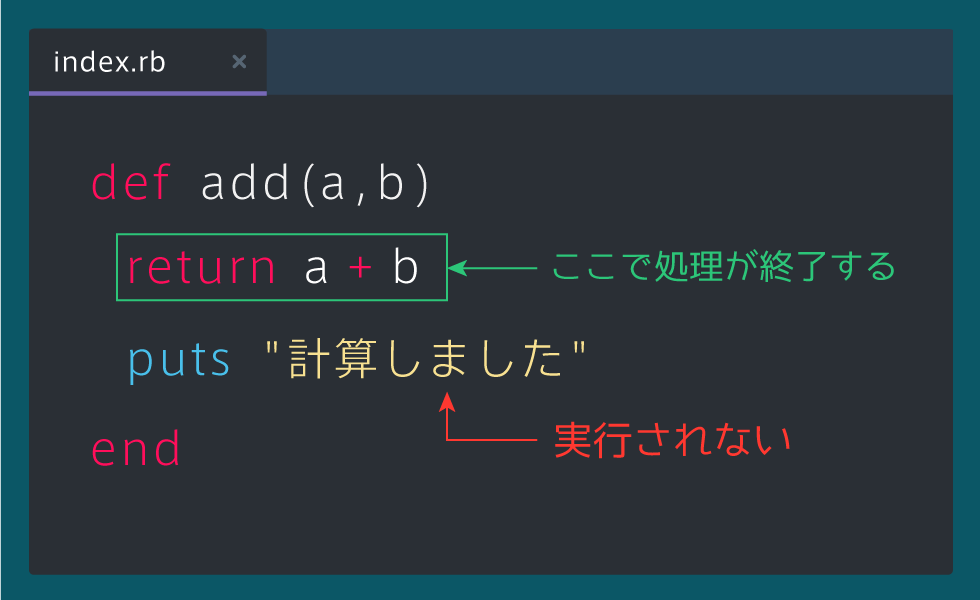 index.rb ×
def add(a,b)
return a + b
ここで処理が終了する
puts "計算しました"
実行されない
end